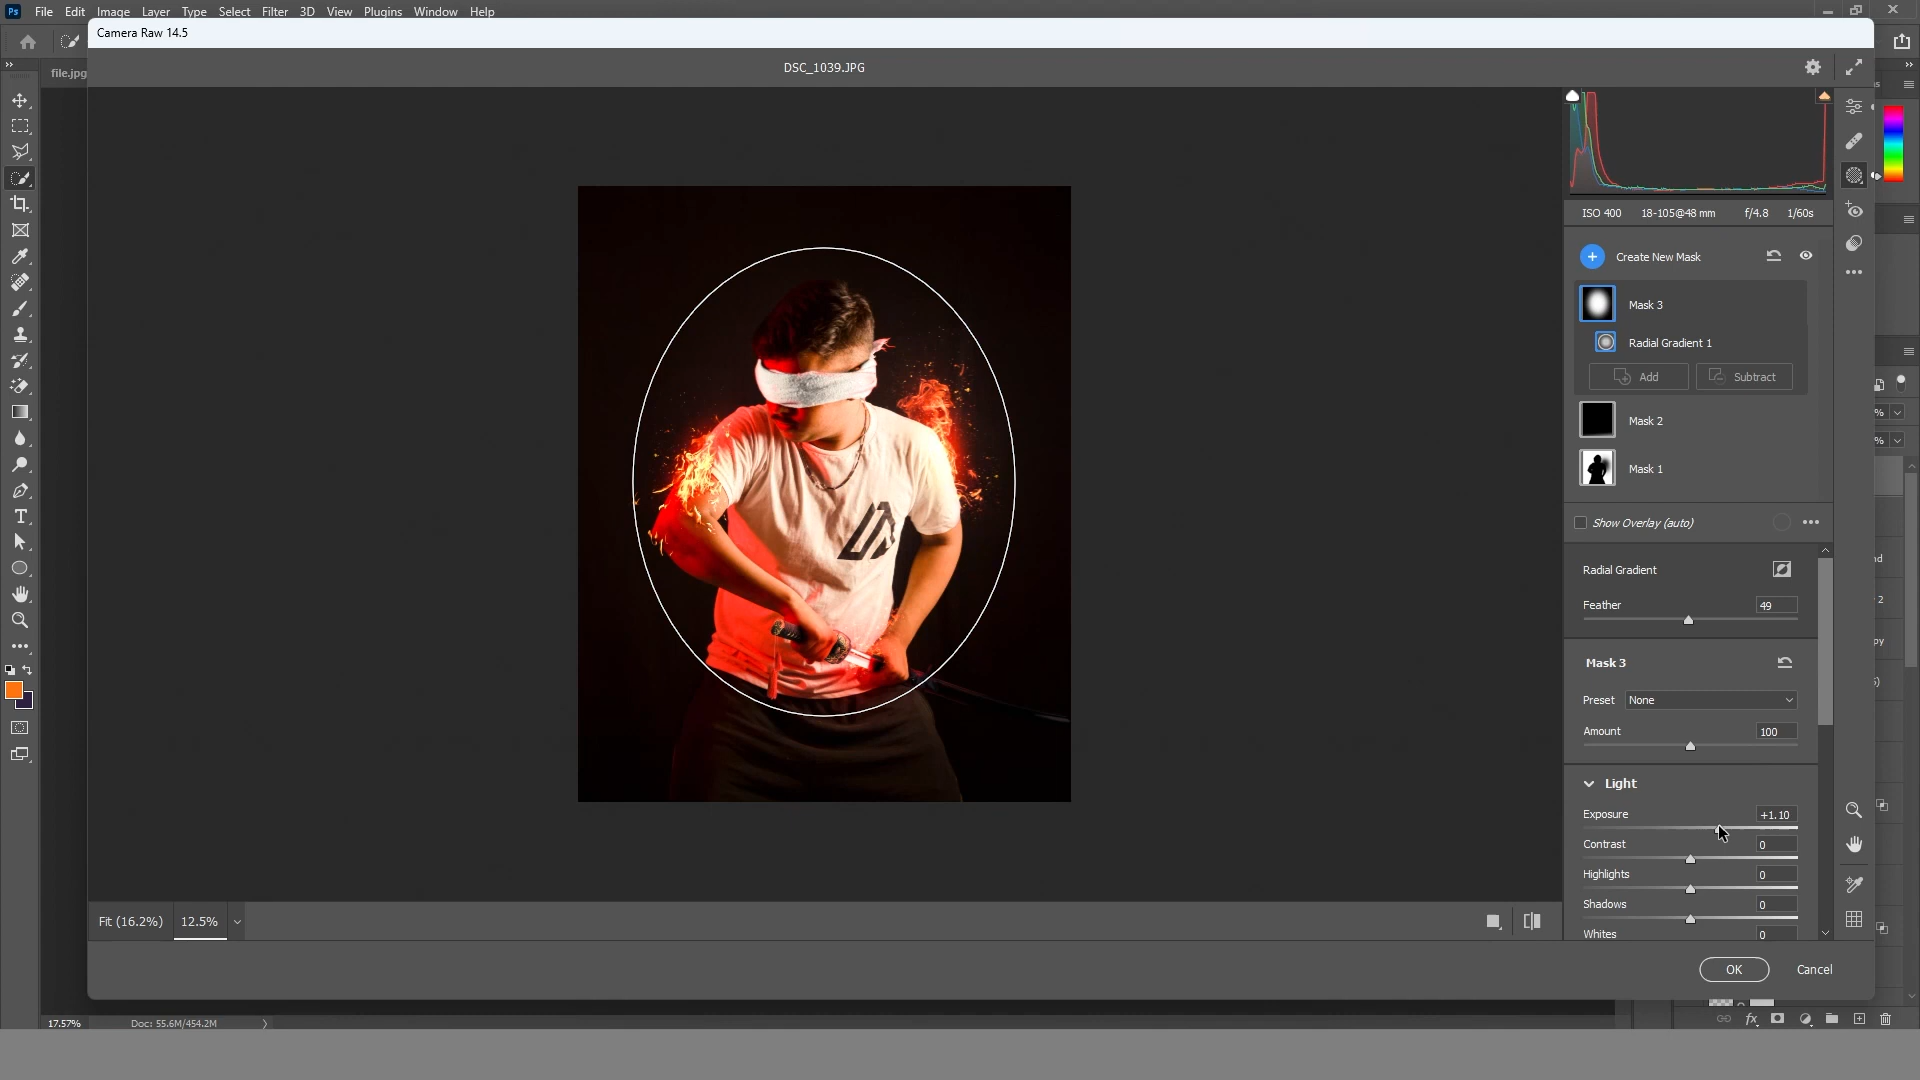 Ps File Edit Image Layer Type Select Filter 3D View Plugins Window Help
Camera Raw 14.5
file.jpg
DSC_1039.JPG
ISO 400 18-105@48 mm f/4.8 1/60s
Create New Mask
Mask 3
Radial Gradient 1
Add Subtract
Mask 2
Mask 1
Show Overlay (auto)
Radial Gradient
Feather 49
Mask 3
Preset None
Amount 100
Light
Exposure +1.10
Contrast 0
Highlights 0
Shadows 0
Whites 0
Fit (16.2%) 12.5%
OK Cancel
17.57% Doc: 55.6M/454.2M
fx